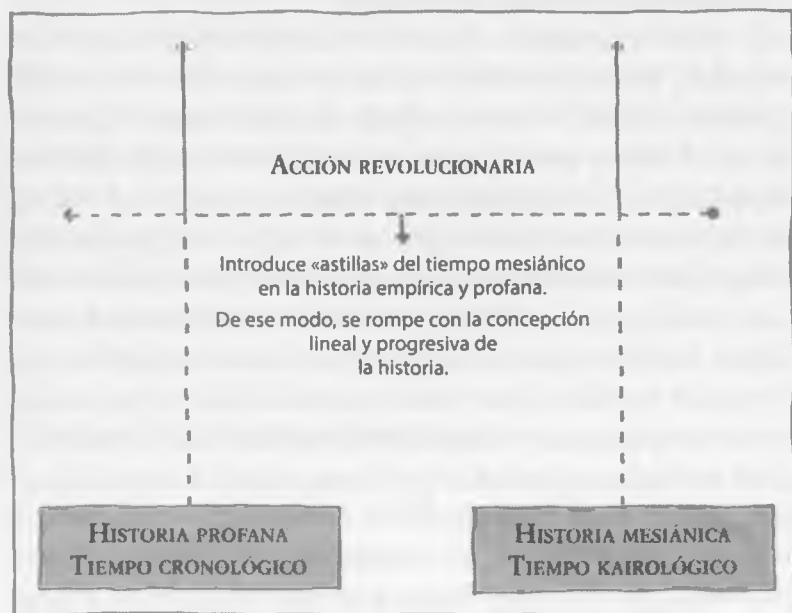 ACCIÓN REVOLUCIONARIA
Introduce «astillas» del tiempo mesiánico
en la historia empírica y profana.
De ese modo, se rompe con la concepción
lineal y progresiva de
la historia.
HISTORIA PROFANA
TIEMPO CRONOLÓGICO
HISTORIA MESIÁNICA
TIEMPO KAIROLÓGICO